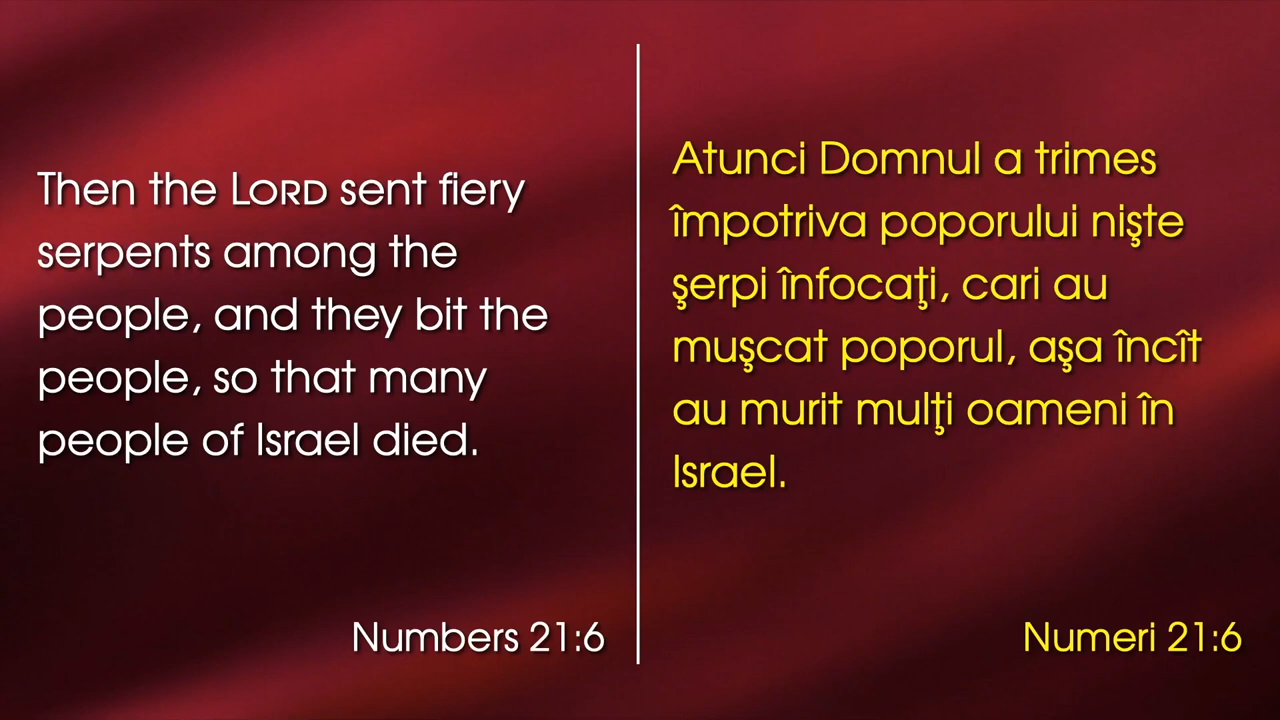 Then the LORD sent fiery
serpents among the
people, and they bit the
people, so that many
people of Israel died.
Numbers 21:6
Atunci Domnul a trimes
împotriva poporului nişte
şerpi înfocaţi, cari au
muşcat poporul, aşa încît
au murit mulţi oameni în
Israel.
Numeri 21:6